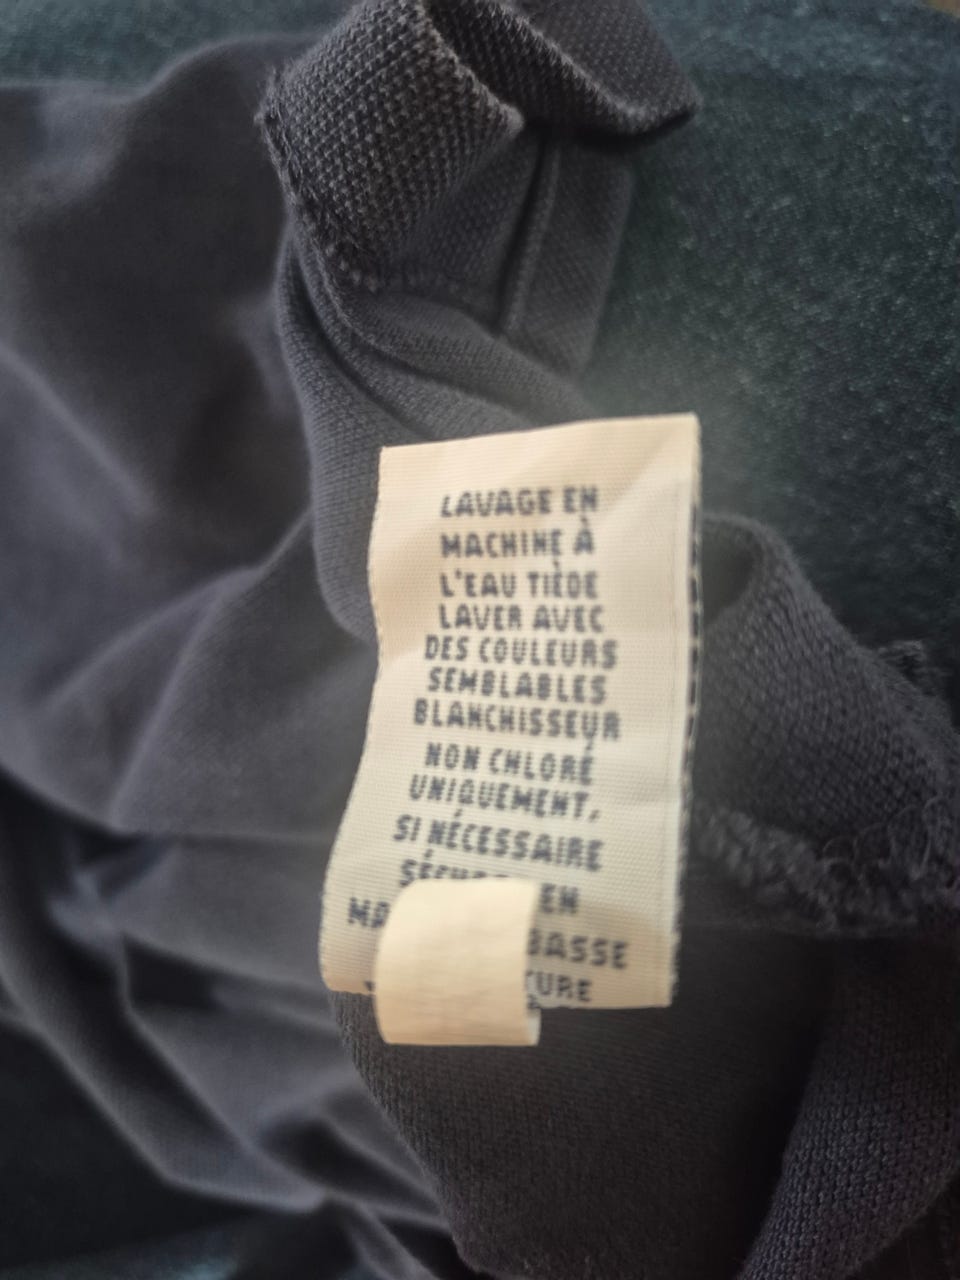 LAVAGE EN
MACHINE À
L'EAU TIÈDE
LAVER AVEC
DES COULEURS
SEMBLABLES
BLANCHISSEUR
NON CHLORÉ
UNIQUEMENT,
SI NÉCESSAIRE
EN
BASSE